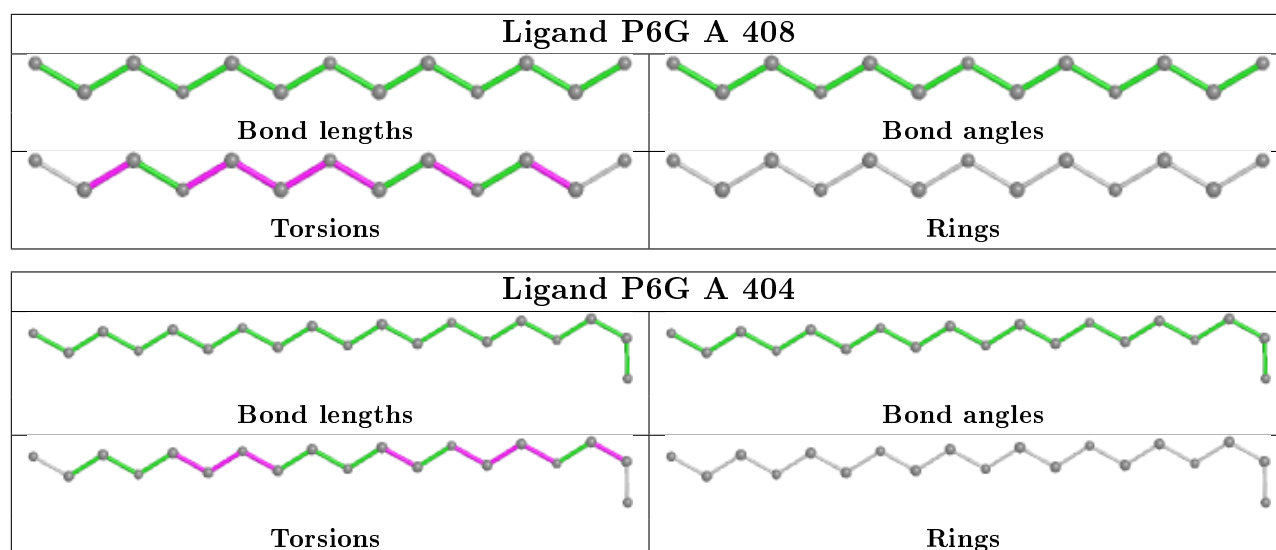 Ligand P6G A 408
Bond lengths
Bond angles
Torsions
Rings
Ligand P6G A 404
Bond lengths
Bond angles
Torsions
Rings